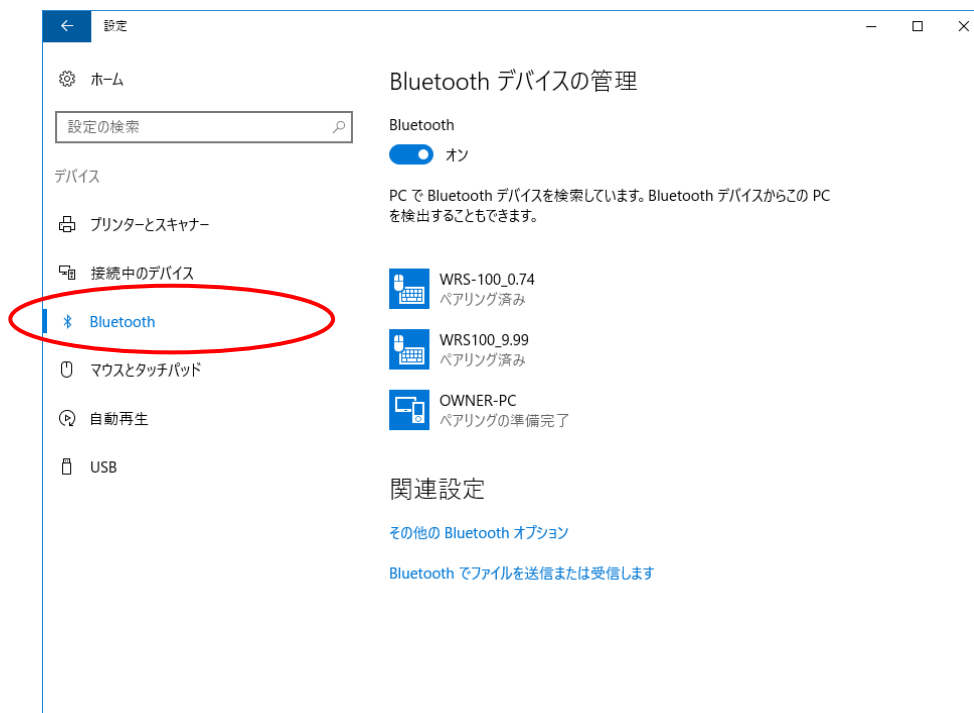 設定
ホーム
設定の検索
デバイス
プリンターとスキャナー
接続中のデバイス
Bluetooth
マウスとタッチパッド
自動再生
USB
Bluetooth デバイスの管理
Bluetooth
オン
PC で Bluetooth デバイスを検索しています。Bluetooth デバイスからこの PC
を検出することもできます。
WRS-100_0.74
ペアリング済み
WRS100_9.99
ペアリング済み
OWNER-PC
ペアリングの準備完了
関連設定
その他の Bluetooth オプション
Bluetooth でファイルを送信または受信します